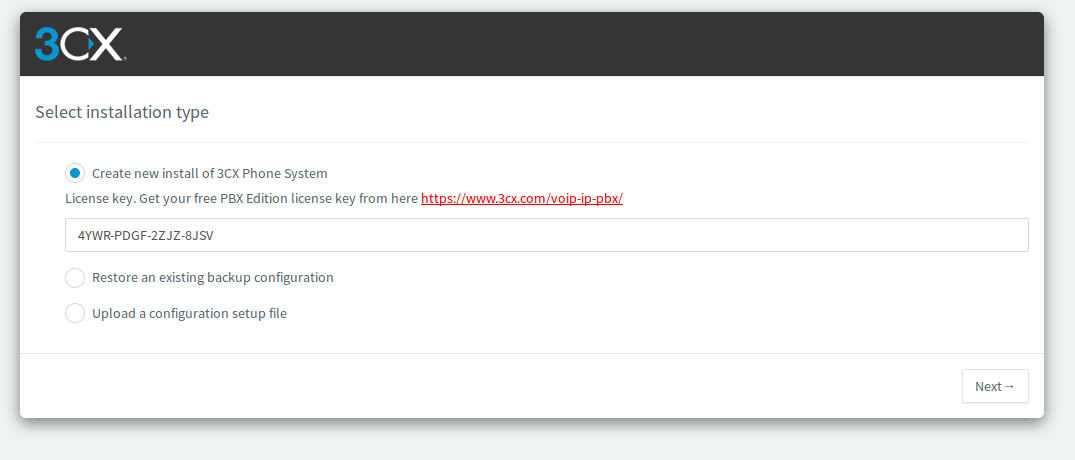 3CX
Select installation type
Create new install of 3CX Phone System
License key. Get your free PBX Edition license key from here https://www.3cx.com/voip-ip-pbx/
4YWR-PDGF-2ZJZ-8JSV
Restore an existing backup configuration
Upload a configuration setup file
Next→